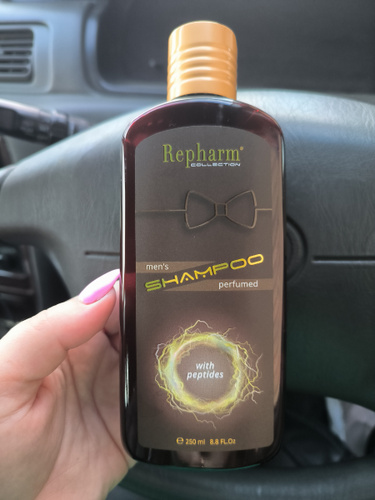 Repharm®
COLLECTION
men's
SHAMPOO
perfumed
with
peptides
℮ 250 ml 8.8 FL.Oz